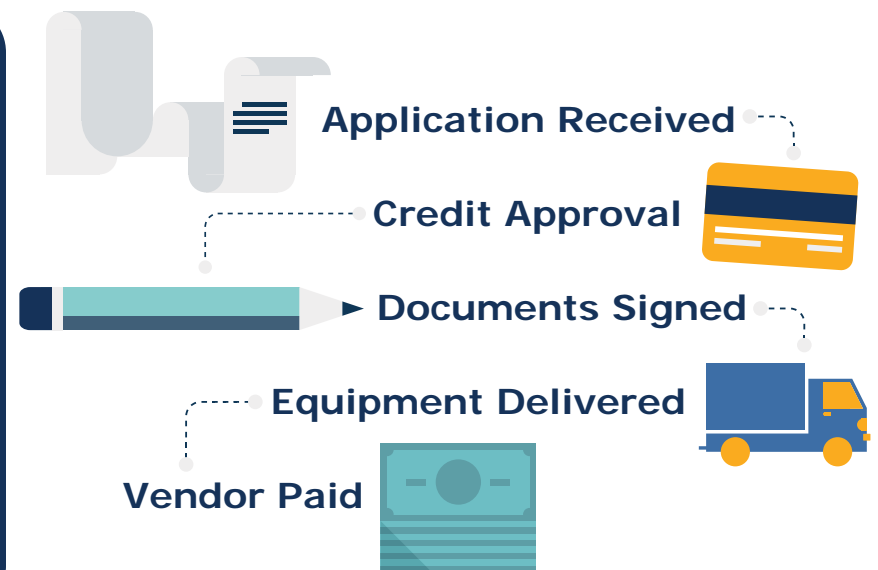 Application Received
Credit Approval
Documents Signed
Equipment Delivered
Vendor Paid